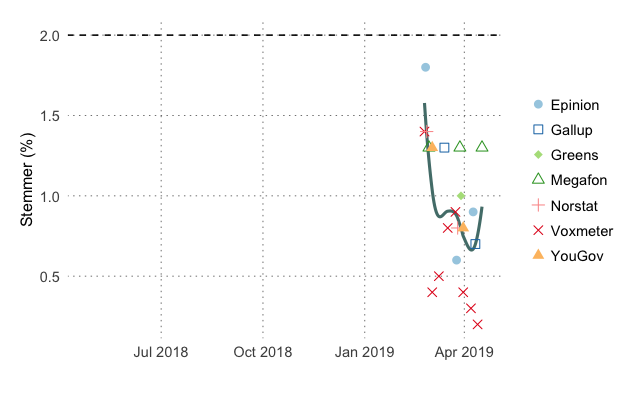 Stemmer (%)
2.0
1.5
1.0
0.5
Jul 2018
Oct 2018
Jan 2019
Apr 2019
Epinion
Gallup
Greens
Megafon
Norstat
Voxmeter
YouGov